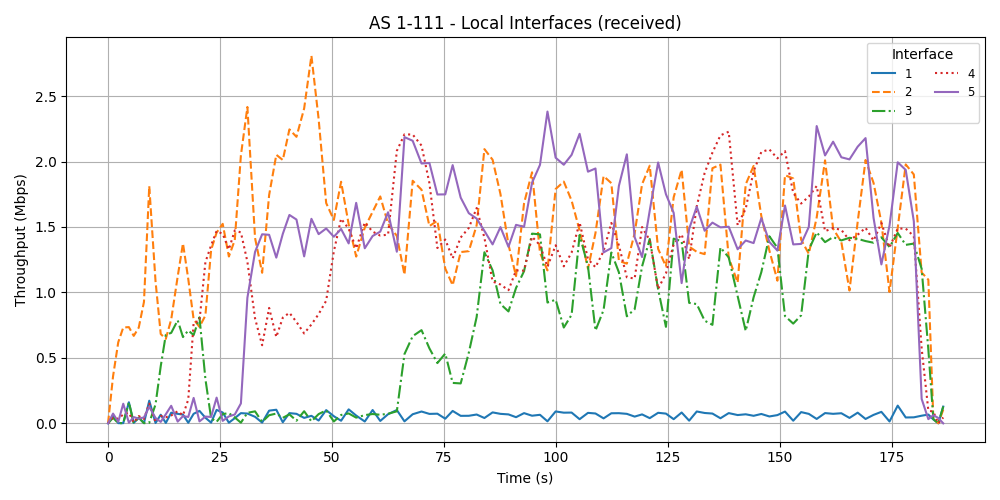 AS 1-111 - Local Interfaces (received)
Interface
1 4
2 5
3
Throughput (Mbps)
2.5
2.0
1.5
1.0
0.5
0.0
0 25 50 75 100 125 150 175
Time (s)